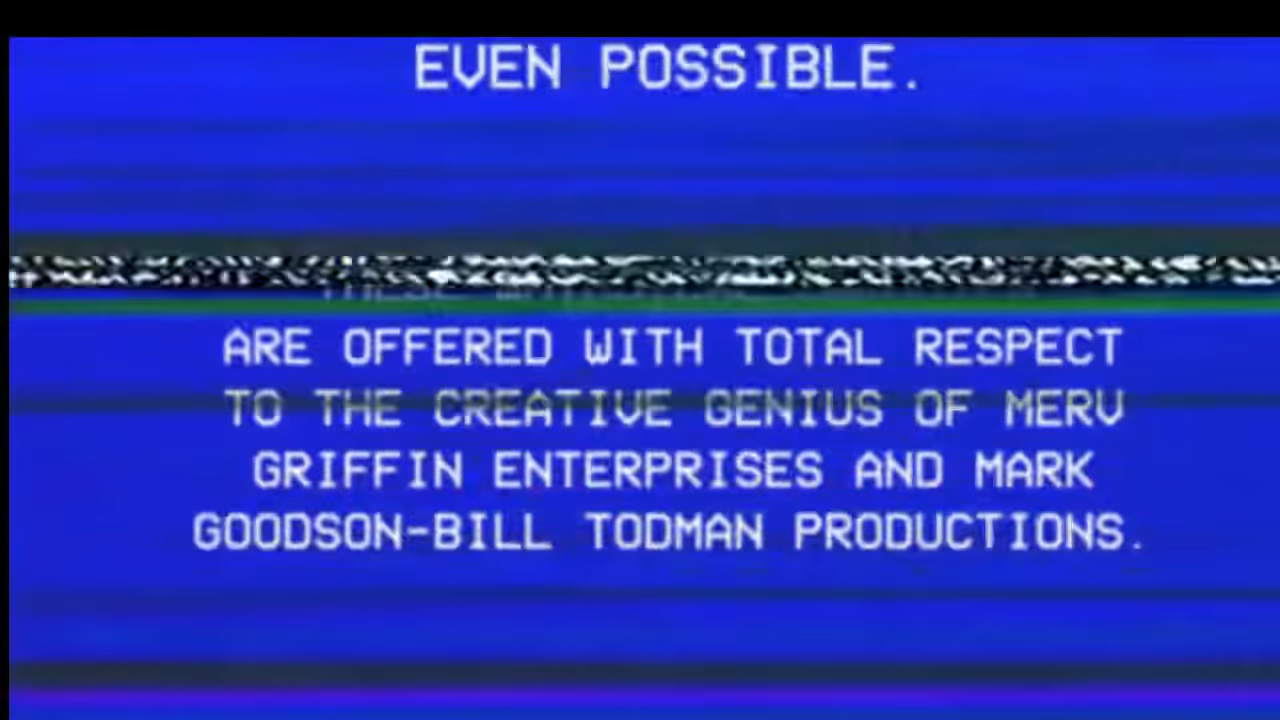 EVEN POSSIBLE.
THESE
ARE OFFERED WITH TOTAL RESPECT
TO THE CREATIVE GENIUS OF MERV
GRIFFIN ENTERPRISES AND MARK
GOODSON-BILL TODMAN PRODUCTIONS.